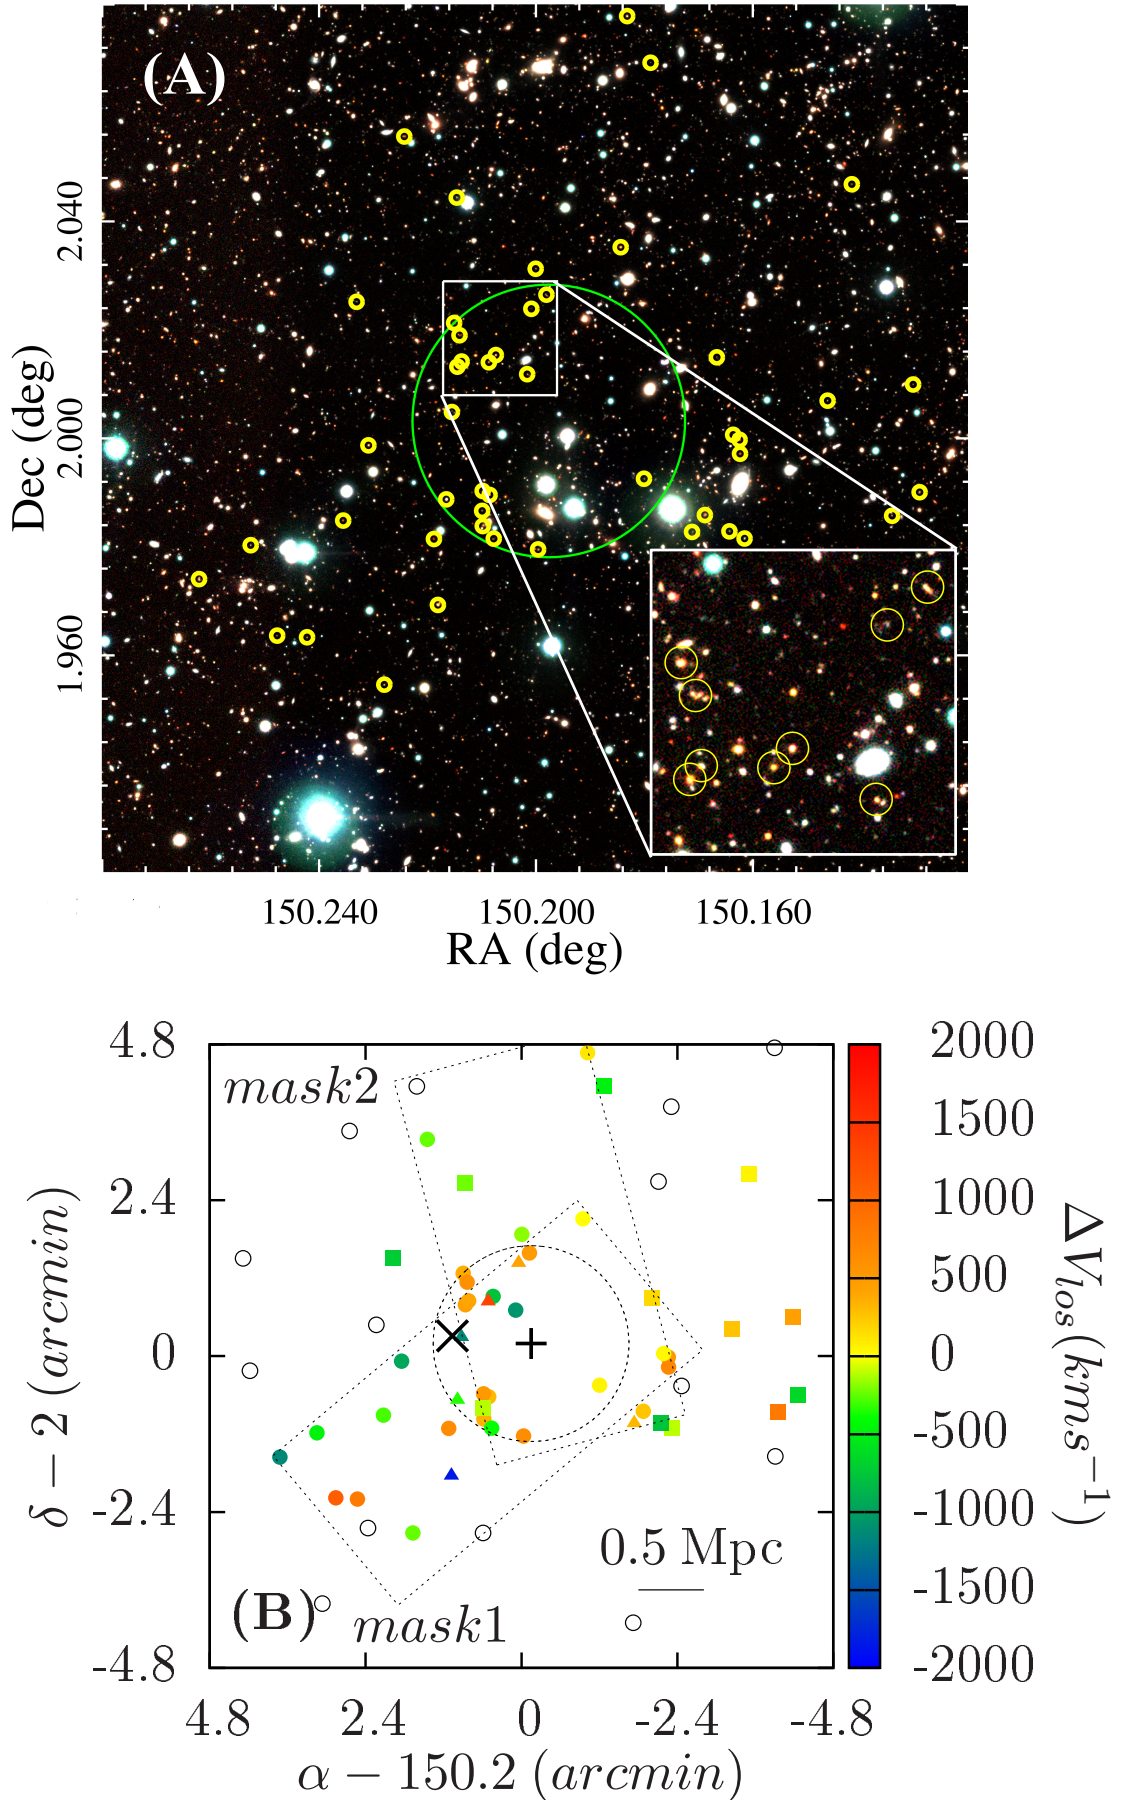 (A)
2.040
2.000
1.960
Dec (deg)
150.240 150.200 150.160
RA (deg)
4.8
2.4
0
-2.4
-4.8
δ − 2 (arcmin)
mask2
0.5 Mpc
(B) mask1
4.8 2.4 0 -2.4 -4.8
α − 150.2 (arcmin)
2000
1500
1000
500
0
-500
-1000
-1500
-2000
ΔV_los (kms⁻¹)